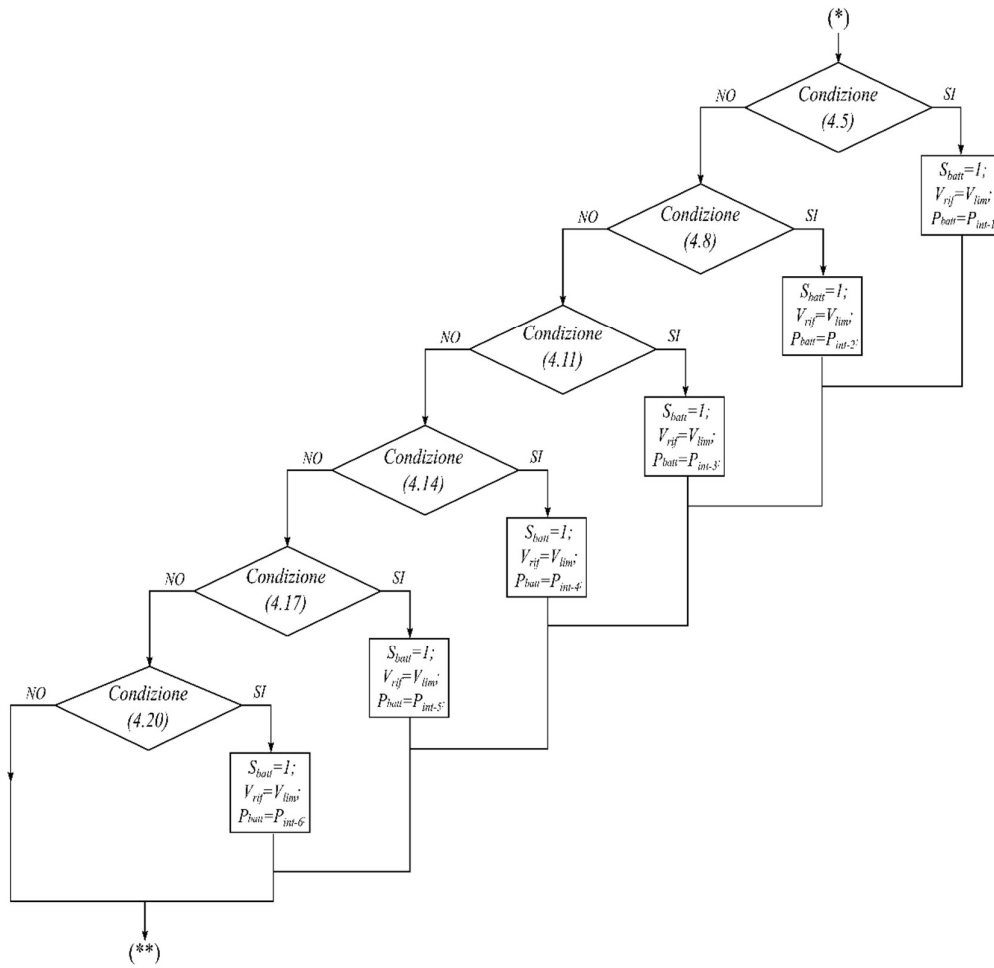 (*)
NO
SI
Condizione
(4.5)
S_batt=1;
V_rif=V_lim;
P_batt=P_int-1
NO
SI
Condizione
(4.8)
S_batt=1;
V_rif=V_lim;
P_batt=P_int-2;
NO
SI
Condizione
(4.11)
S_batt=1;
V_rif=V_lim;
P_batt=P_int-3;
NO
SI
Condizione
(4.14)
S_batt=1;
V_rif=V_lim;
P_batt=P_int-4;
NO
SI
Condizione
(4.17)
S_batt=1;
V_rif=V_lim;
P_batt=P_int-5;
NO
SI
Condizione
(4.20)
S_batt=1;
V_rif=V_lim;
P_batt=P_int-6;
(**)